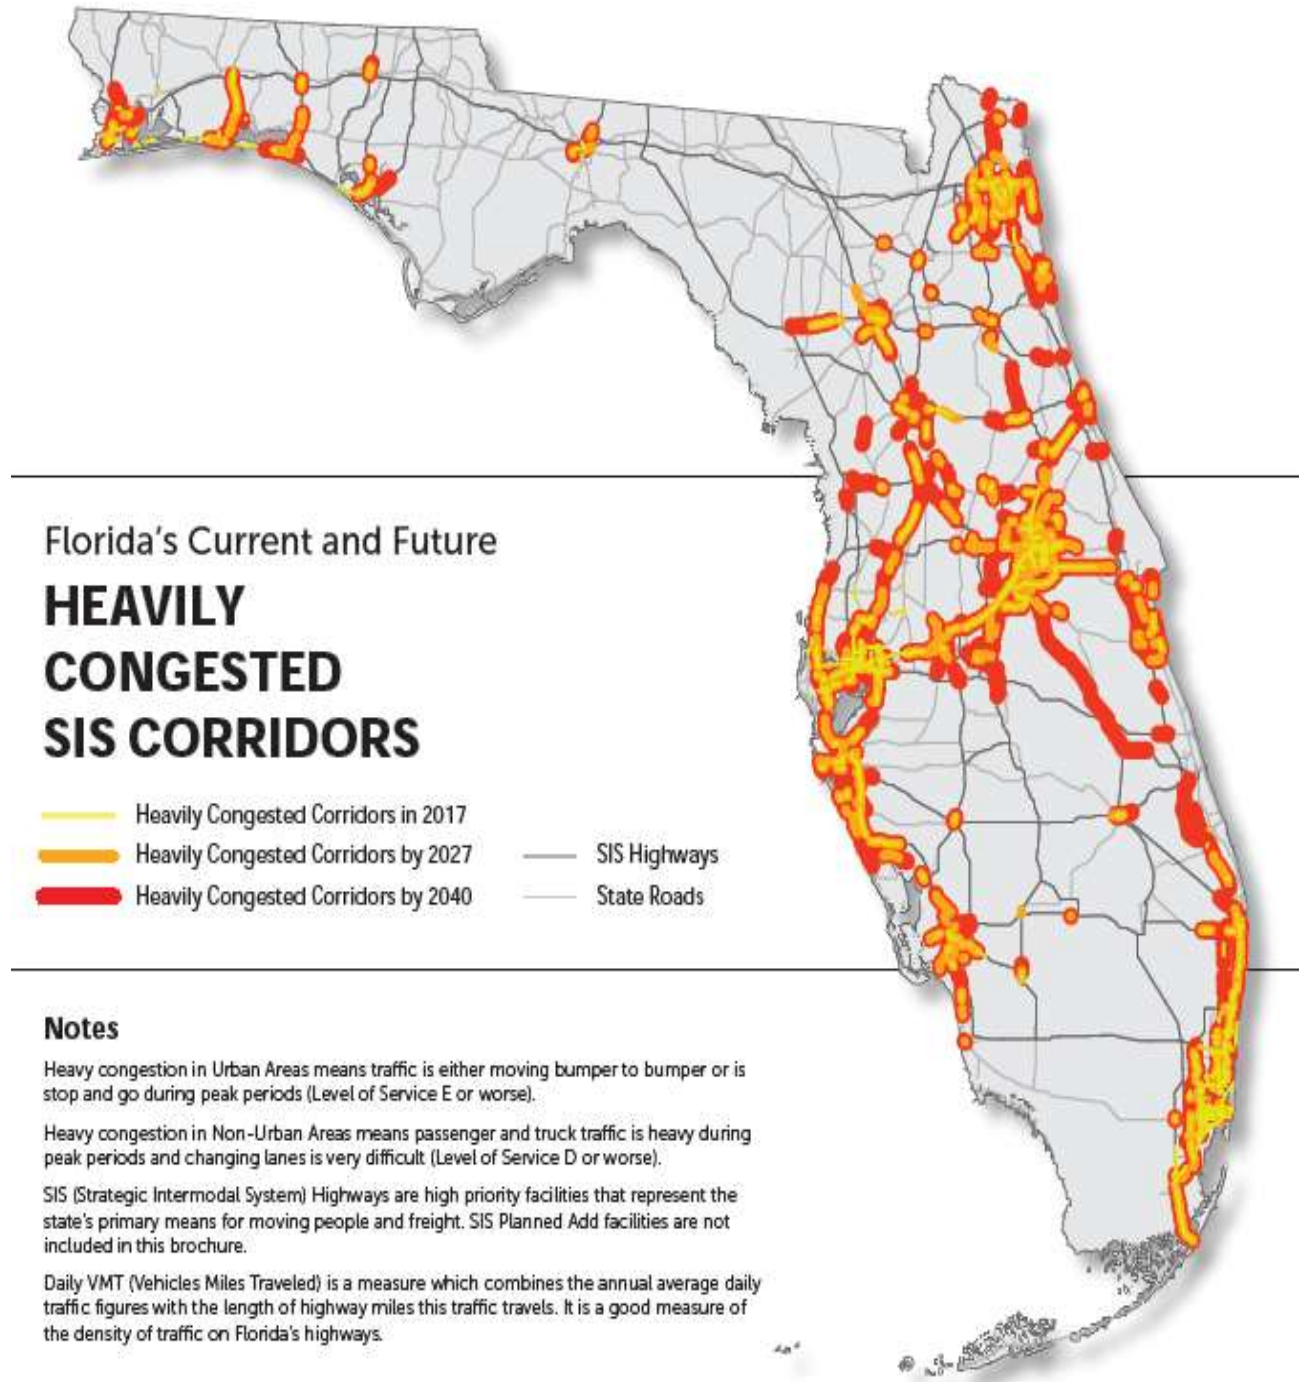 Florida's Current and Future
HEAVILY
CONGESTED
SIS CORRIDORS
Heavily Congested Corridors in 2017
Heavily Congested Corridors by 2027
Heavily Congested Corridors by 2040
SIS Highways
State Roads
Notes
Heavy congestion in Urban Areas means traffic is either moving bumper to bumper or is
stop and go during peak periods (Level of Service E or worse).
Heavy congestion in Non-Urban Areas means passenger and truck traffic is heavy during
peak periods and changing lanes is very difficult (Level of Service D or worse).
SIS (Strategic Intermodal System) Highways are high priority facilities that represent the
state's primary means for moving people and freight. SIS Planned Add facilities are not
included in this brochure.
Daily VMT (Vehicles Miles Traveled) is a measure which combines the annual average daily
traffic figures with the length of highway miles this traffic travels. It is a good measure of
the density of traffic on Florida's highways.